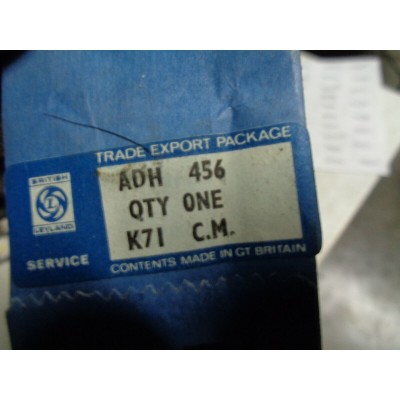 TRADE EXPORT PACKAGE
BRITISH
L
LEYLAND
SERVICE
ADH 456
QTY ONE
K71 C.M.
CONTENTS MADE IN GT BRITAIN